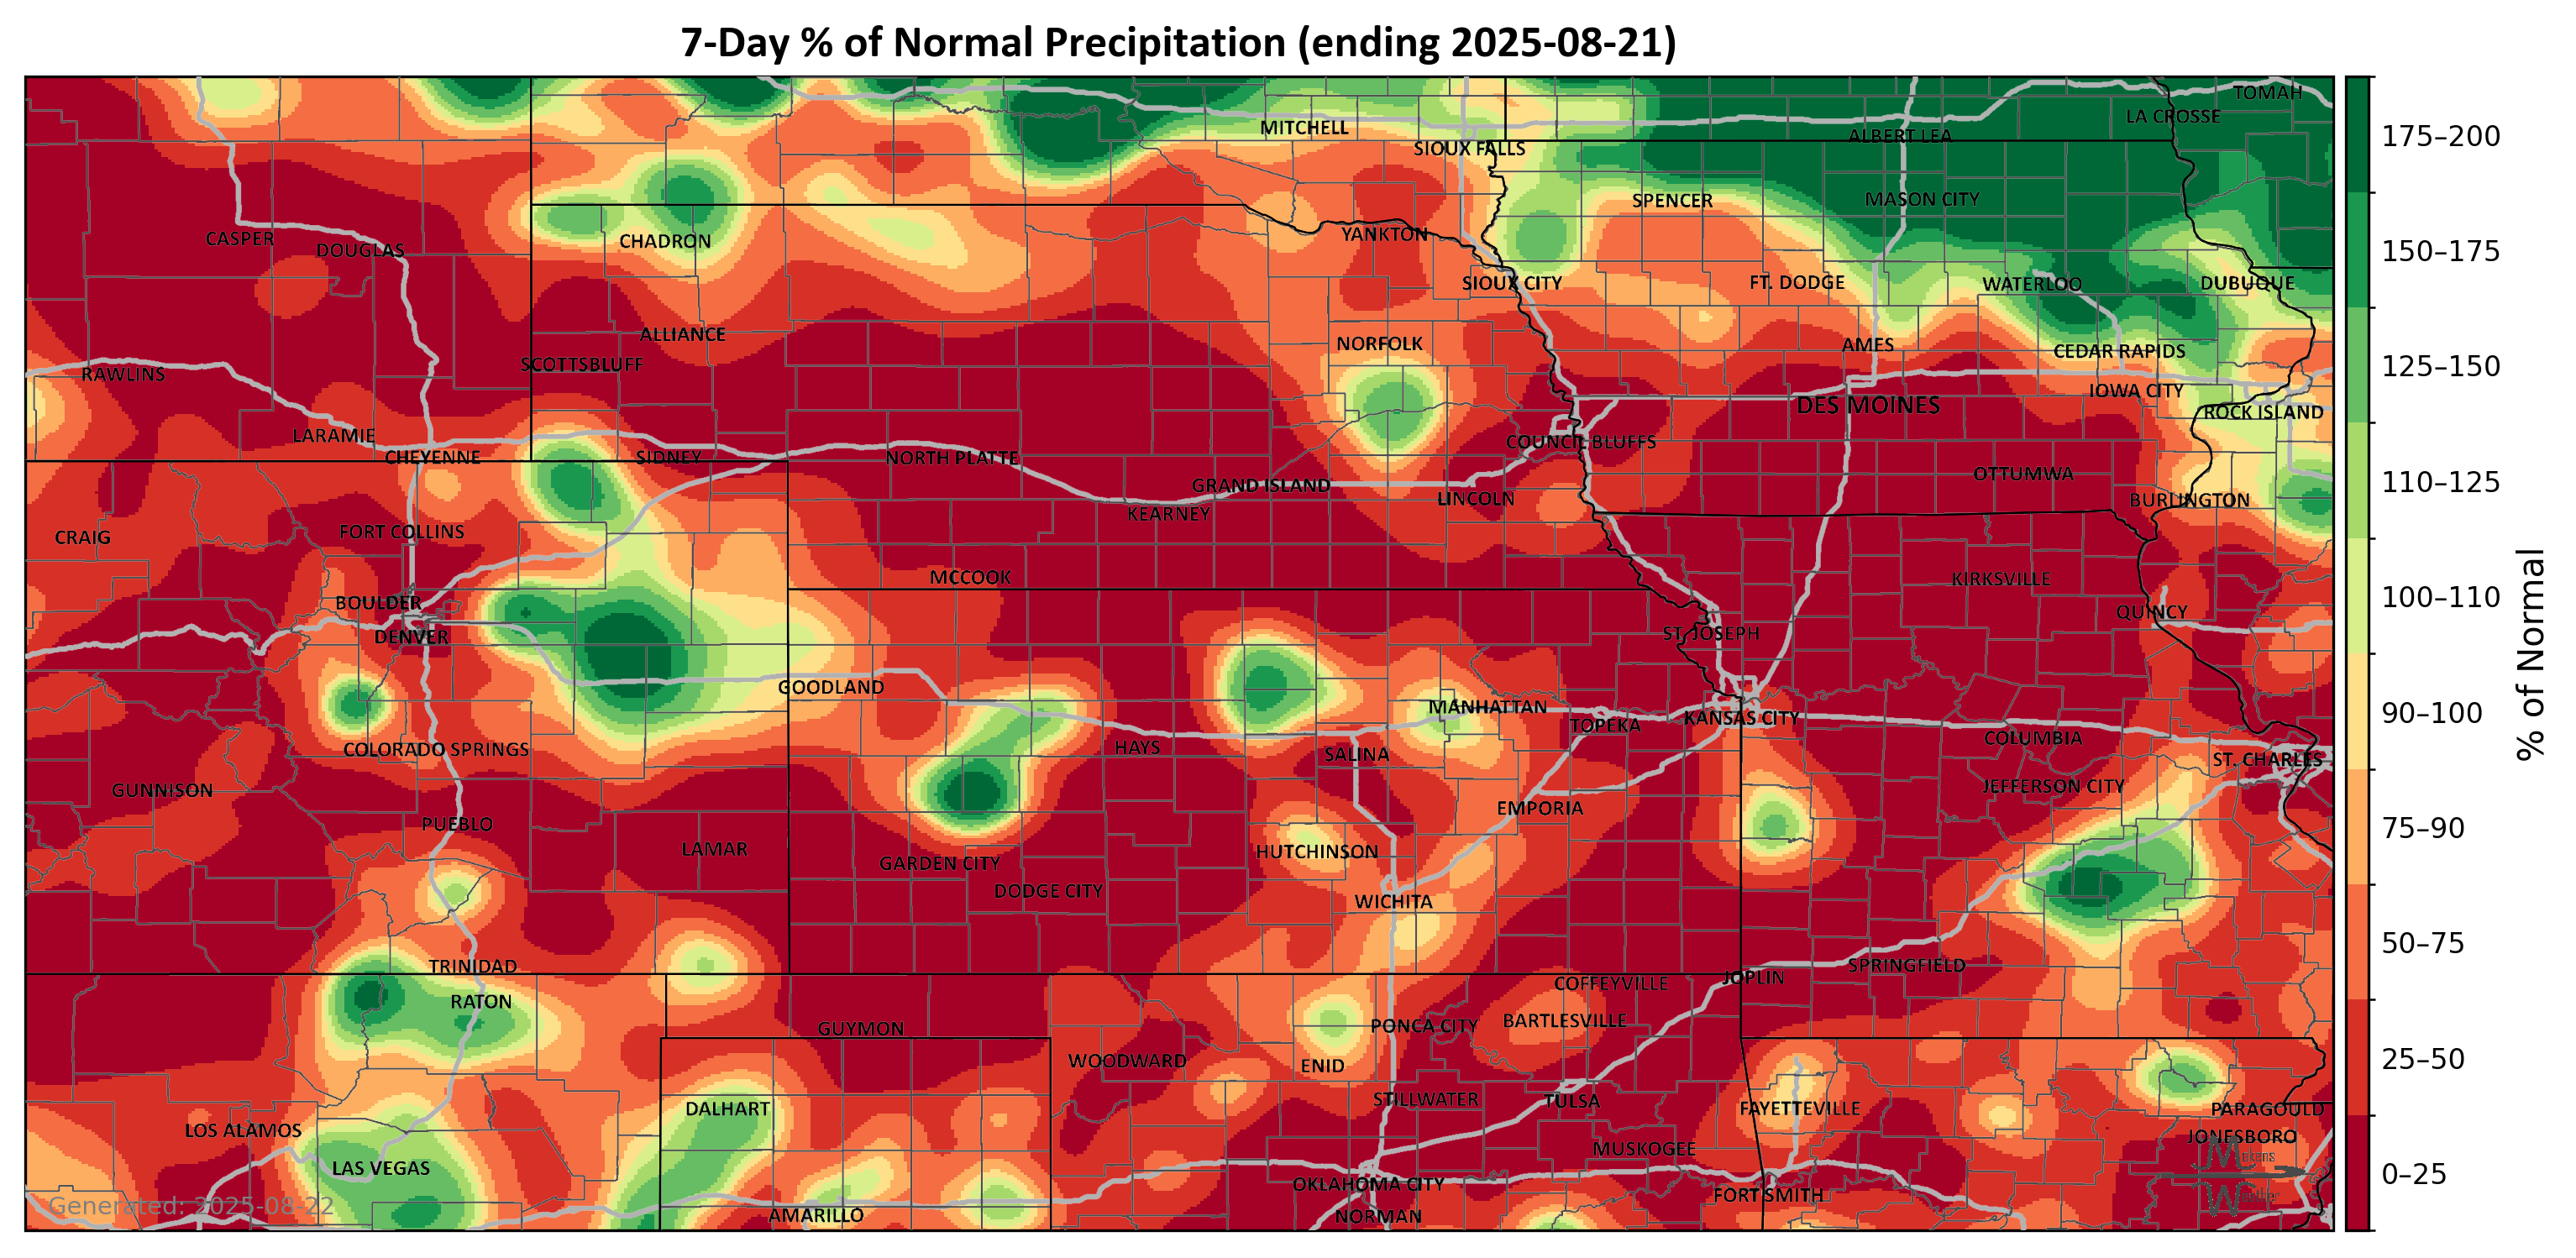 7-Day % of Normal Precipitation (ending 2025-08-21)
TOMAH
LA CROSSE
MITCHELL
ALBERT LEA
SIOUX FALLS
SPENCER
MASON CITY
YANKTON
CASPER
DOUGLAS
CHADRON
SIOUX CITY
FT. DODGE
WATERLOO
DUBUQUE
ALLIANCE
NORFOLK
AMES
CEDAR RAPIDS
SCOTTSBLUFF
RAWLINS
IOWA CITY
DES MOINES
ROCK ISLAND
LARAMIE
COUNCIL BLUFFS
CHEYENNE
SIDNEY
NORTH PLATTE
OTTUMWA
GRAND ISLAND
LINCOLN
BURLINGTON
KEARNEY
CRAIG
FORT COLLINS
MCCOOK
KIRKSVILLE
BOULDER
QUINCY
DENVER
ST. JOSEPH
GOODLAND
MANHATTAN
KANSAS CITY
TOPEKA
COLUMBIA
COLORADO SPRINGS
HAYS
SALINA
ST. CHARLES
GUNNISON
JEFFERSON CITY
EMPORIA
PUEBLO
LAMAR
HUTCHINSON
GARDEN CITY
DODGE CITY
WICHITA
TRINIDAD
SPRINGFIELD
JOPLIN
COFFEYVILLE
RATON
BARTLESVILLE
GUYMON
PONCA CITY
WOODWARD
ENID
STILLWATER
TULSA
DALHART
FAYETTEVILLE
PARAGOULD
LOS ALAMOS
JONESBORO
MUSKOGEE
LAS VEGAS
OKLAHOMA CITY
FORT SMITH
AMARILLO
NORMAN
Generated: 2025-08-22
175–200
150–175
125–150
110–125
100–110
90–100
75–90
50–75
25–50
0–25
% of Normal